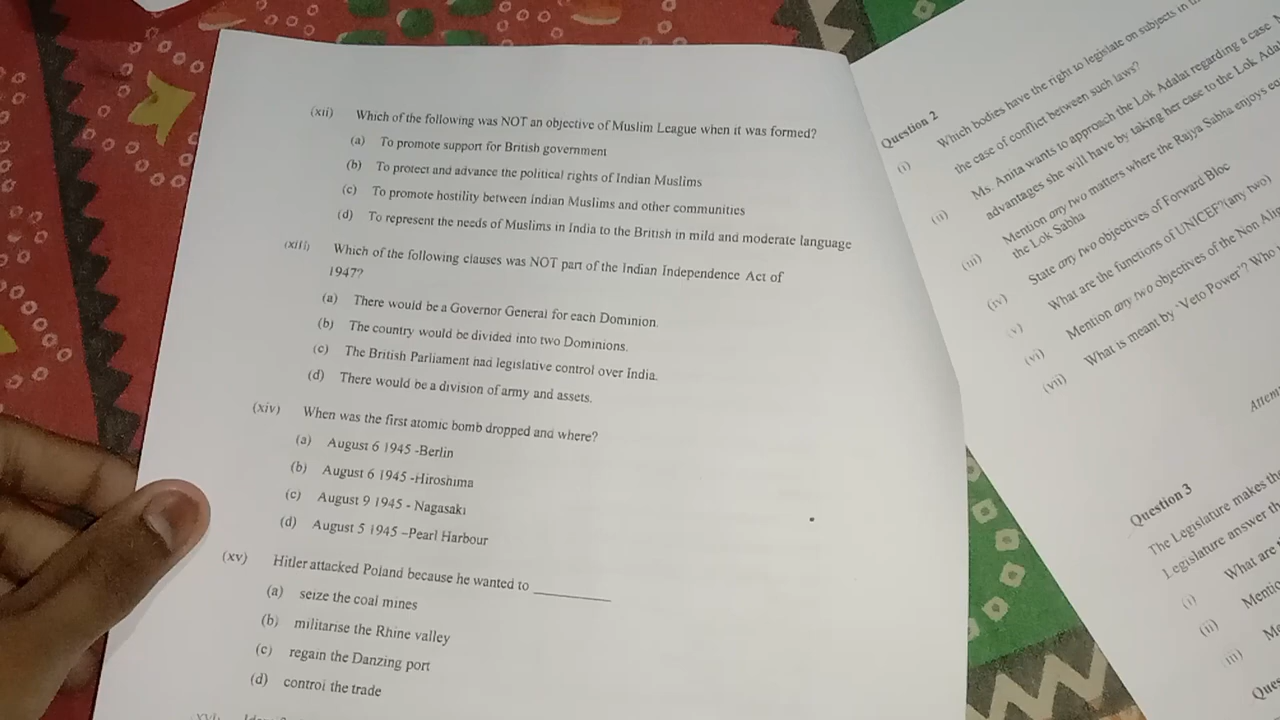 (xii) Which of the following was NOT an objective of Muslim League when it was formed?
(a) To promote support for British government
(b) To protect and advance the political rights of Indian Muslims
(c) To promote hostility between Indian Muslims and other communities
(d) To represent the needs of Muslims in India to the British in mild and moderate language
(xiii) Which of the following clauses was NOT part of the Indian Independence Act of
1947?
(a) There would be a Governor General for each Dominion.
(b) The country would be divided into two Dominions.
(c) The British Parliament had legislative control over India.
(d) There would be a division of army and assets.
(xiv) When was the first atomic bomb dropped and where?
(a) August 6 1945 -Berlin
(b) August 6 1945 -Hiroshima
(c) August 9 1945 - Nagasaki
(d) August 5 1945 –Pearl Harbour
(xv) Hitler attacked Poland because he wanted to __________
(a) seize the coal mines
(b) militarise the Rhine valley
(c) regain the Danzing port
(d) control the trade
Question 2
(i) Which bodies have the right to legislate on subjects in
the case of conflict between such laws?
(ii) Ms. Anita wants to approach the Lok Adalat regarding a case
advantages she will have by taking her case to the Lok
(iii) Mention any two matters where the Rajya Sabha enjoys
the Lok Sabha
(iv) State any two objectives of Forward Bloc
(v) What are the functions of UNICEF?(any two)
(vi) Mention any two objectives of the Non
(vii) What is meant by 'Veto Power'? Who
Question 3
The Legislature makes the
Legislature answer
(i) What are
(ii)
(iii)